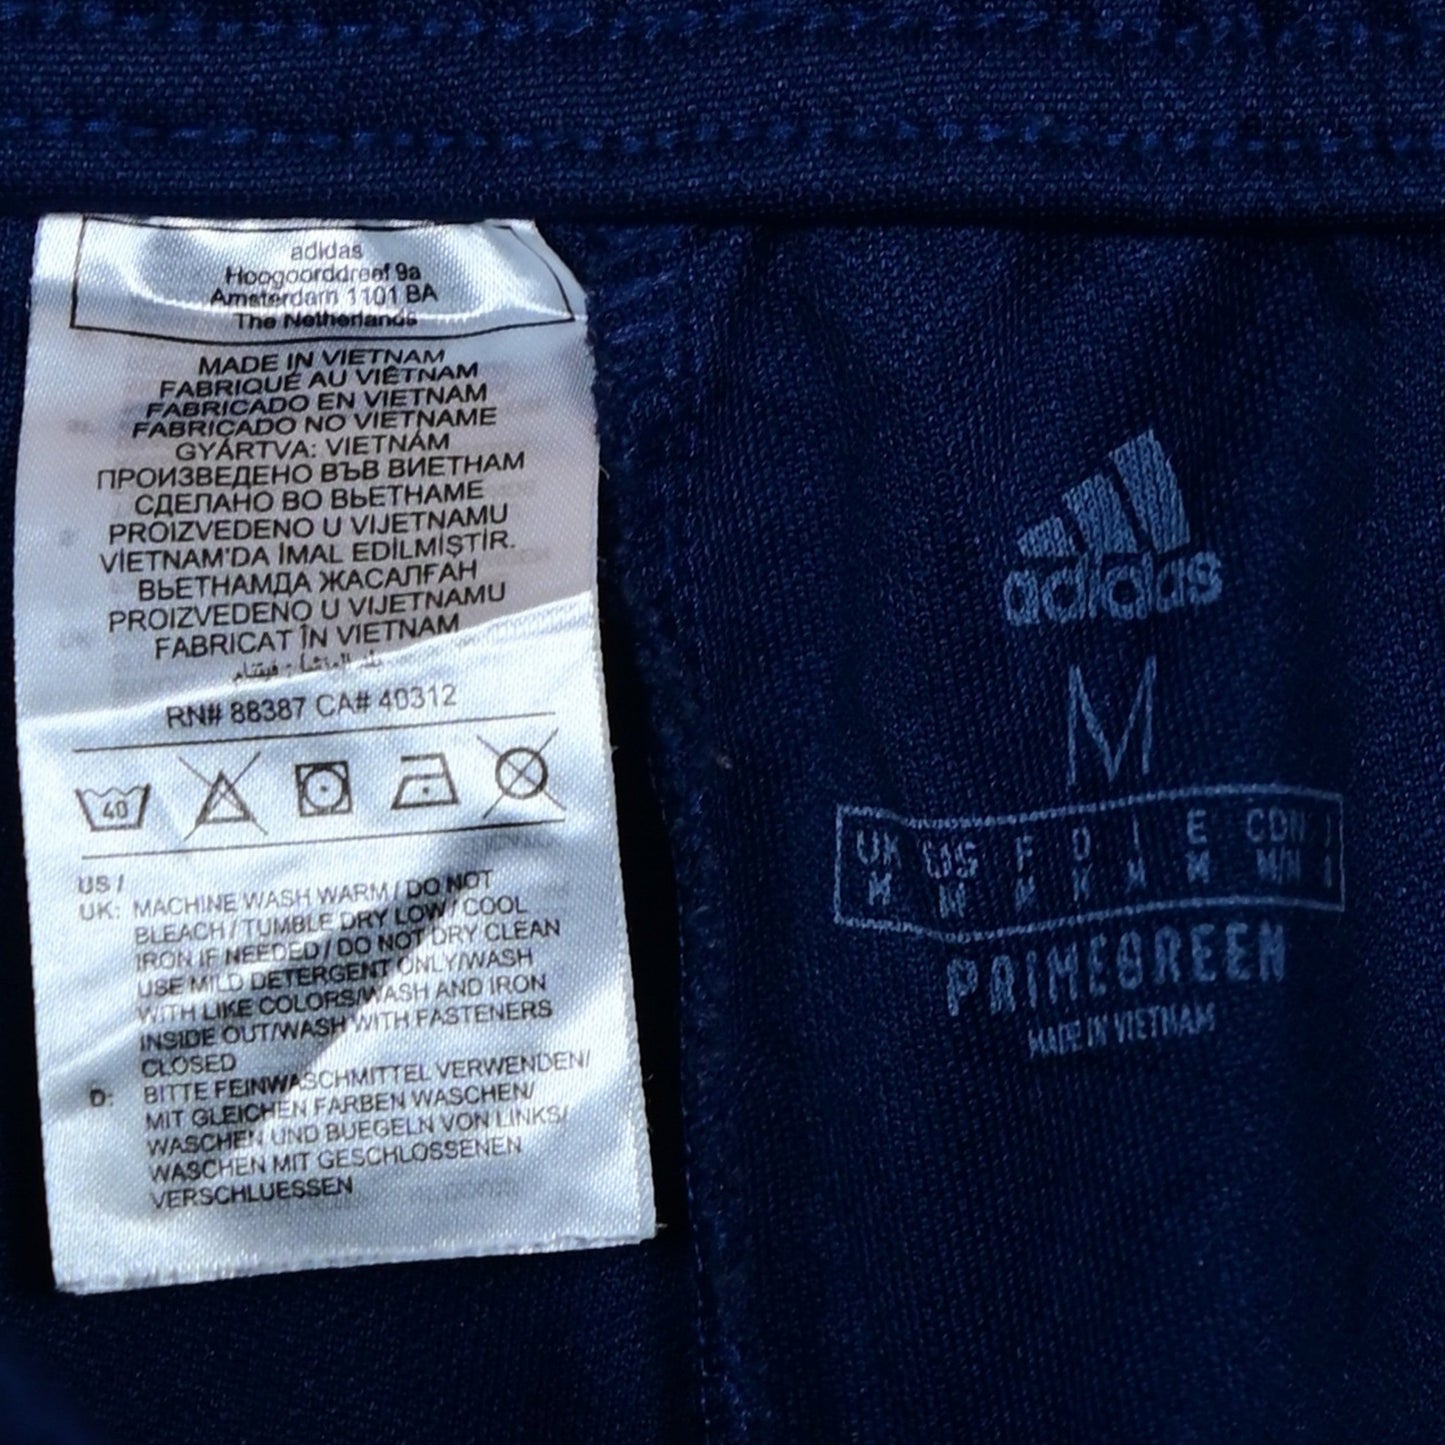 adidas
Hoogoorddreef 9a
Amsterdam 1101 BA
The Netherlands
MADE IN VIETNAM
FABRIQUÉ AU VIÊTNAM
FABRICADO EN VIETNAM
FABRICADO NO VIETNAME
GYÁRTVA: VIETNÁM
ПРОИЗВЕДЕНО ВЪВ ВИЕТНАМ
СДЕЛАНО ВО ВЬЕТНАМЕ
PROIZVEDENO U VIJETNAMU
VİETNAM'DA İMAL EDİLMİŞTİR.
ВЬЕТНАМДА ЖАСАЛҒАН
PROIZVEDENO U VIJETNAMU
FABRICAT ÎN VIETNAM
بلد المنشأ: فيتنام
RN# 88387 CA# 40312
40
US /
UK: MACHINE WASH WARM / DO NOT
BLEACH / TUMBLE DRY LOW / COOL
IRON IF NEEDED / DO NOT DRY CLEAN
USE MILD DETERGENT ONLY/WASH
WITH LIKE COLORS/WASH AND IRON
INSIDE OUT/WASH WITH FASTENERS
CLOSED
D: BITTE FEINWASCHMITTEL VERWENDEN/
MIT GLEICHEN FARBEN WASCHEN/
WASCHEN UND BUEGELN VON LINKS/
WASCHEN MIT GESCHLOSSENEN
VERSCHLUESSEN
adidas
M
UK US F D I E CDN J
M M M M M M M/M
PRIMEGREEN
MADE IN VIETNAM